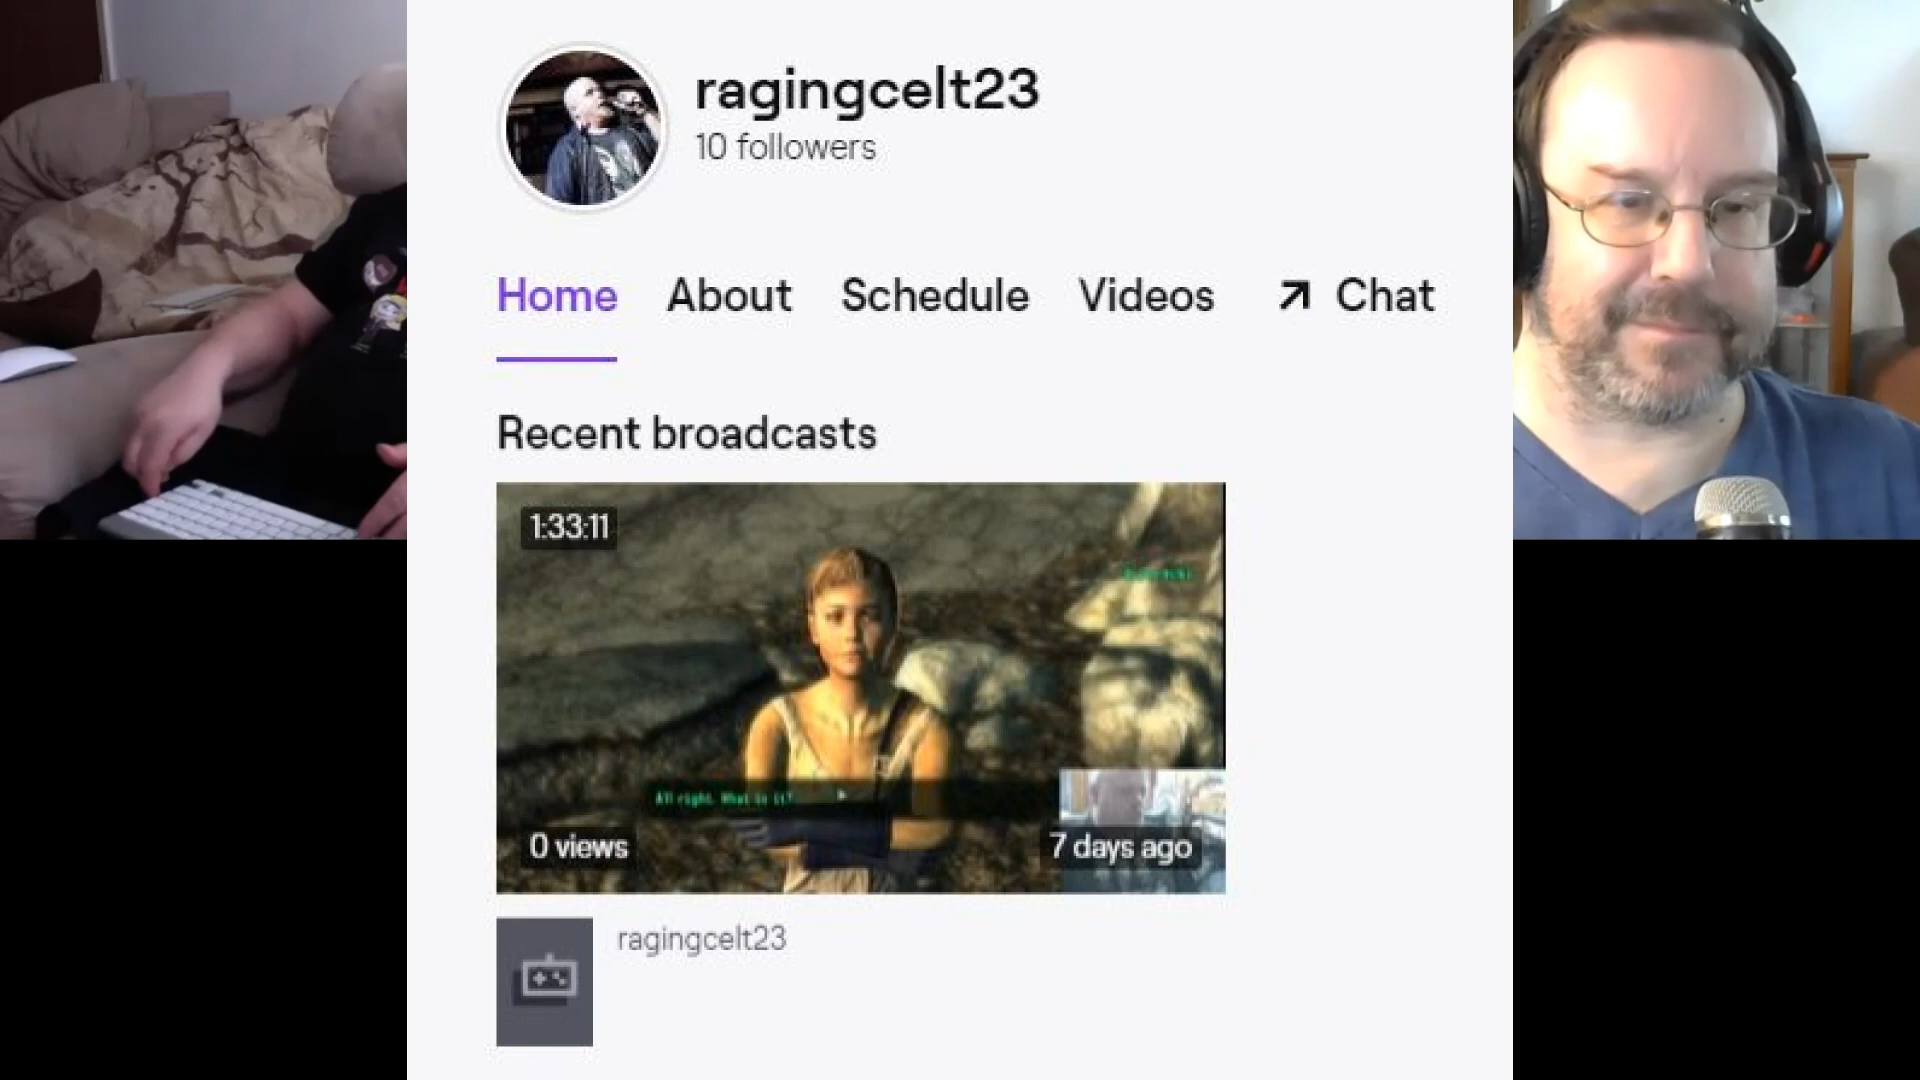 ragingcelt23
10 followers
Home About Schedule Videos Chat
Recent broadcasts
1:33:11
All right. What is it?
0 views
7 days ago
ragingcelt23